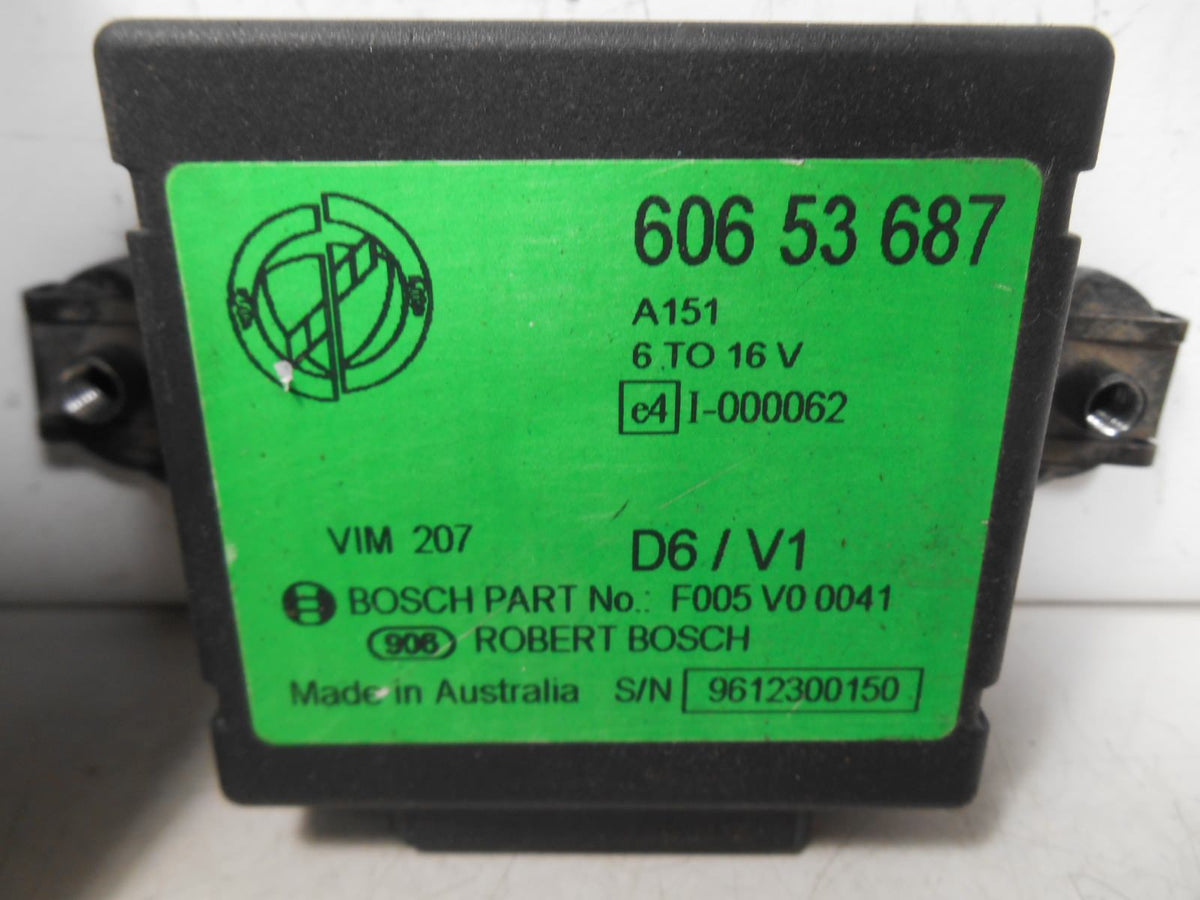 606 53 687
A151
6 TO 16 V
e4 I-000062
VIM 207 D6 / V1
BOSCH PART No.: F005 V0 0041
906 ROBERT BOSCH
Made in Australia S/N 9612300150